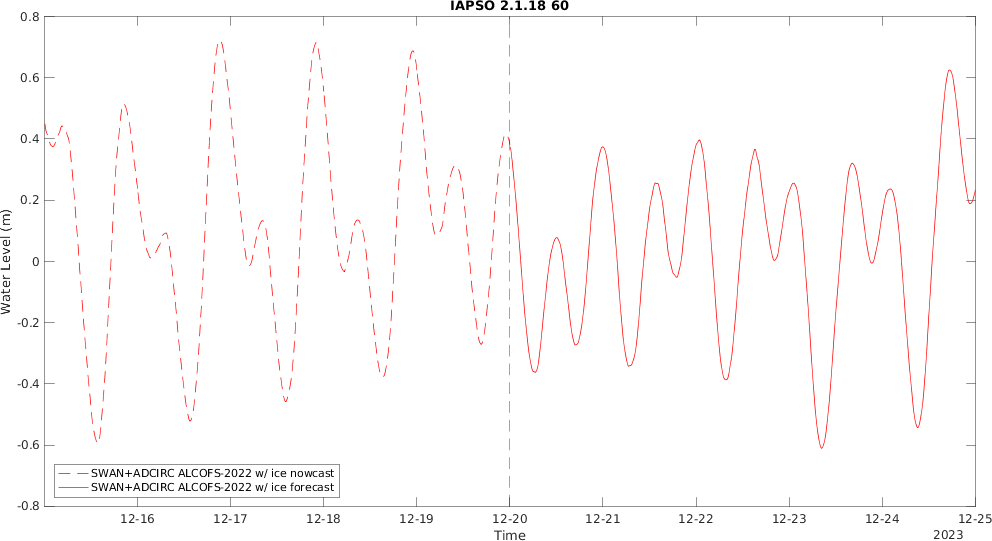 IAPSO 2.1.18 60
0.8
0.6
0.4
0.2
0
-0.2
-0.4
-0.6
-0.8
Water Level (m)
SWAN+ADCIRC ALCOFS-2022 w/ ice nowcast
SWAN+ADCIRC ALCOFS-2022 w/ ice forecast
12-16 12-17 12-18 12-19 12-20 12-21 12-22 12-23 12-24 12-25
Time
2023